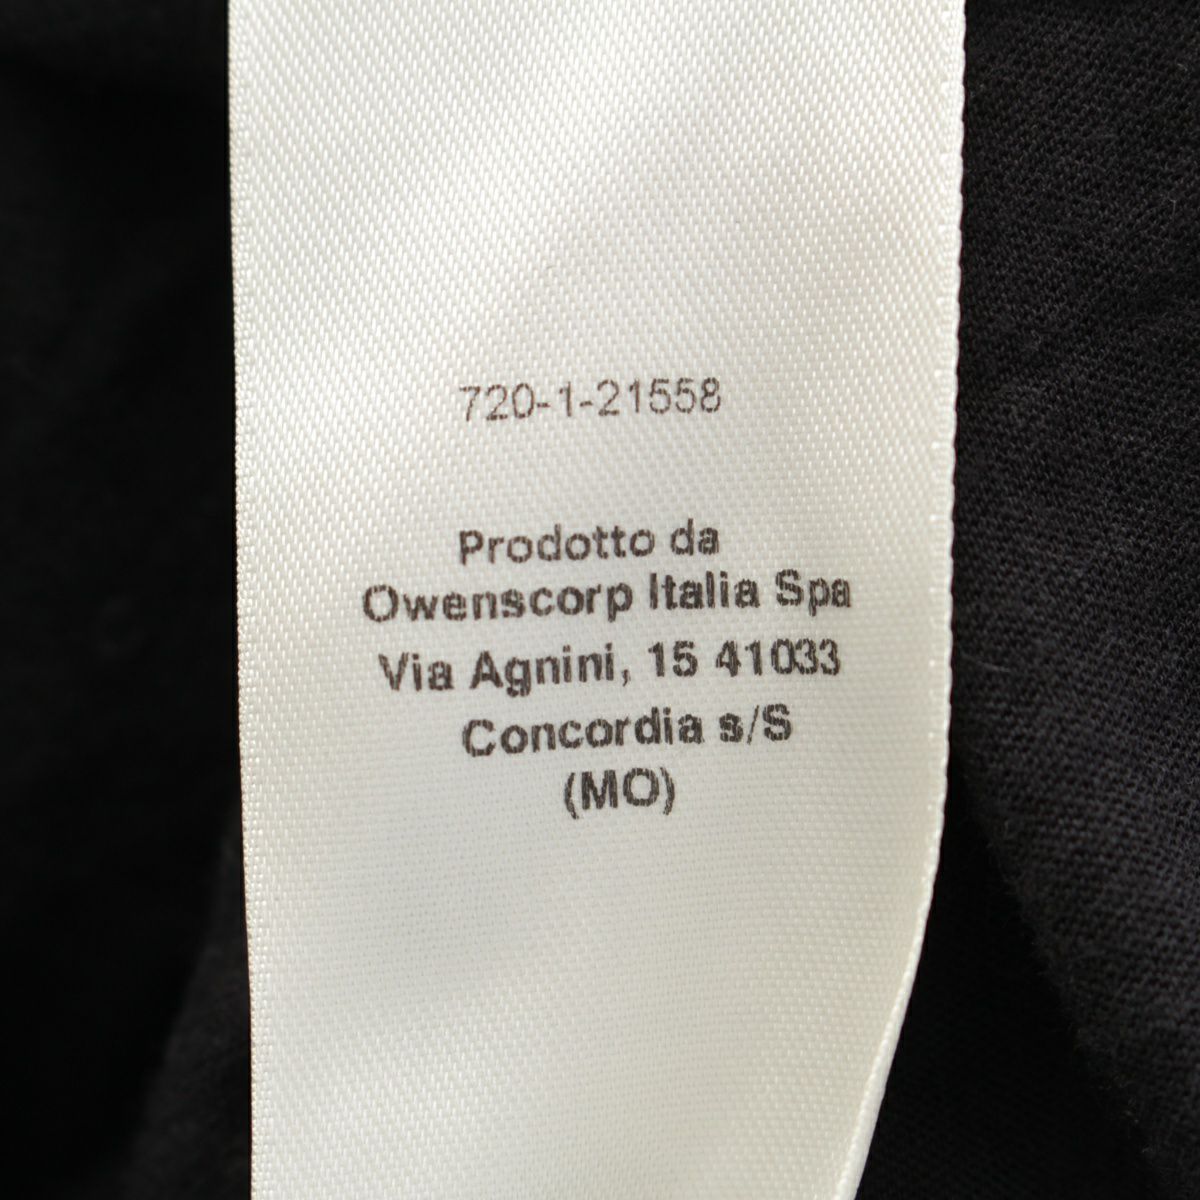 720-1-21558
Prodotto da
Owenscorp Italia Spa
Via Agnini, 15 41033
Concordia s/S
(MO)